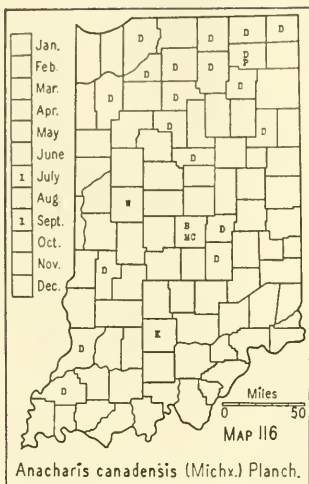 Jan.
Feb.
Mar.
Apr.
May
June
1 July
Aug.
1 Sept.
Oct.
Nov.
Dec.
D D D D
D D D D P
D D D
D D
D
W
B MC D
D D
K
D
D
Miles
0 50
MAP 116
Anacharis canadensis (Michx.) Planch.